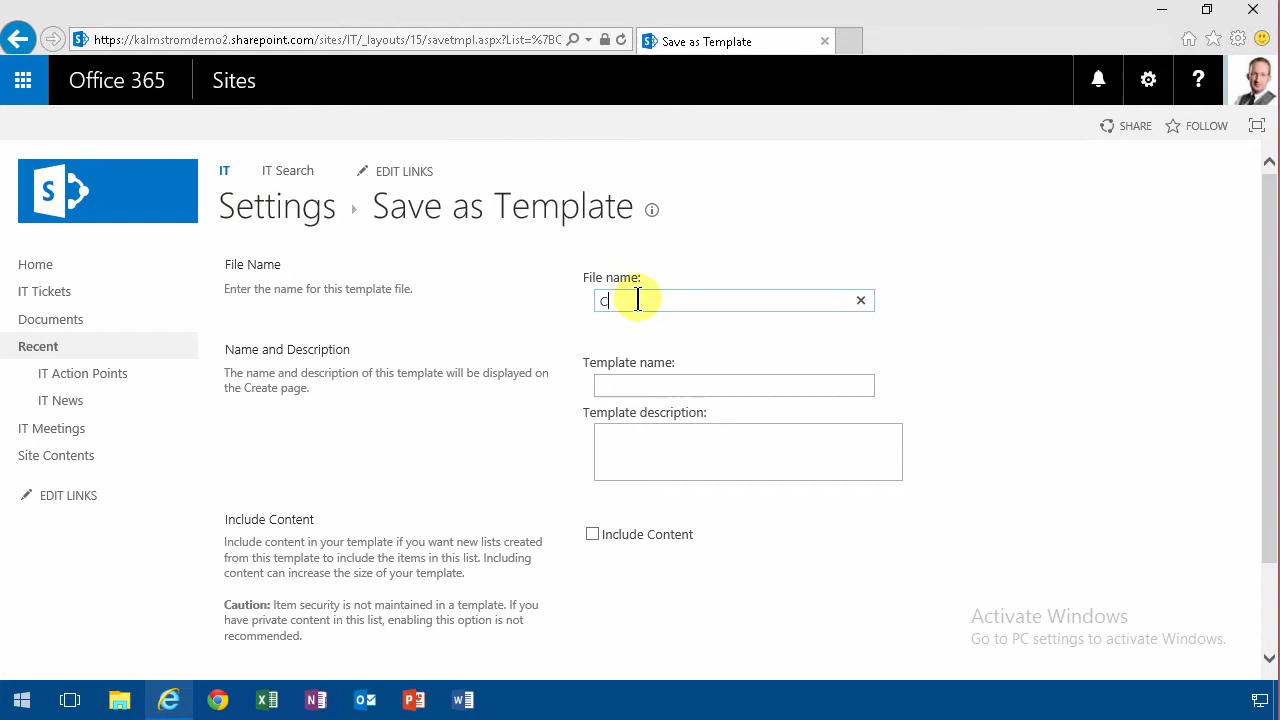 https://kalmstromdemo2.sharepoint.com/sites/IT/_layouts/15/savetmpl.aspx?List=%7BC
Save as Template
Office 365
Sites
SHARE
FOLLOW
IT
IT Search
EDIT LINKS
Settings
Save as Template
Home
IT Tickets
Documents
Recent
IT Action Points
IT News
IT Meetings
Site Contents
EDIT LINKS
File Name
Enter the name for this template file.
File name:
C
Name and Description
The name and description of this template will be displayed on
the Create page.
Template name:
Template description:
Include Content
Include content in your template if you want new lists created
from this template to include the items in this list. Including
content can increase the size of your template.
Caution: Item security is not maintained in a template. If you
have private content in this list, enabling this option is not
recommended.
Include Content
Activate Windows
Go to PC settings to activate Windows.